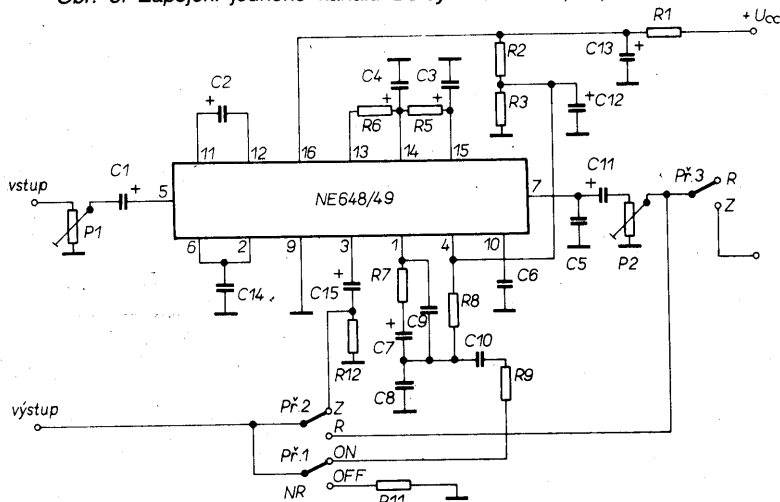 Obr.
R1
+ Ucc
C13
+
R2
C4
C3
C2
+
R3
+
C12
+
+
R6
R5
11
12
16
13
14
15
C11
vstup
C1
+
5
NE648/49
7
+
Př.3
R
Z
P1
P2
C5
6
2
9
3
1
4
10
C14
C15
+
R7
C9
R8
C6
R12
+
C7
C10
R9
C8
výstup
Př.2
Z
R
Př.1
ON
NR
OFF
R11